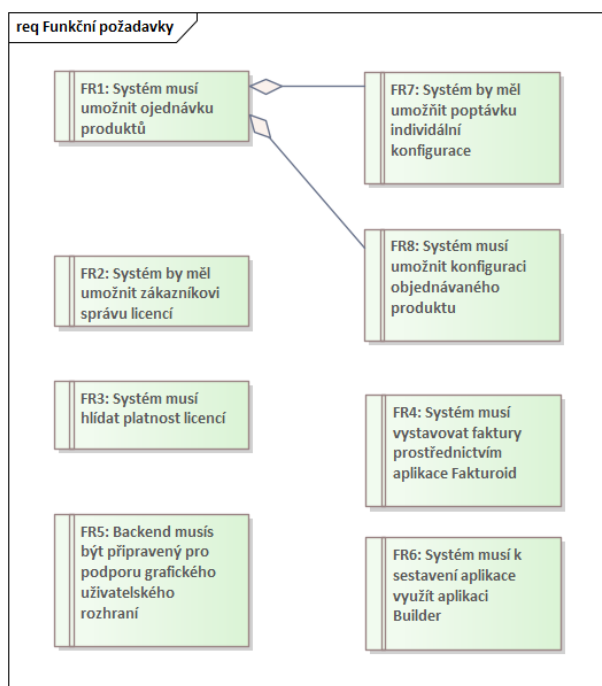 req Funkční požadavky
FR1: Systém musí
umožnit ojednávku
produktů
FR7: Systém by měl
umožňit poptávku
individální
konfigurace
FR2: Systém by měl
umožnit zákazníkovi
správu licencí
FR8: Systém musí
umožnit konfiguraci
objednávaného
produktu
FR3: Systém musí
hlídat platnost licencí
FR4: Systém musí
vystavovat faktury
prostřednictvím
aplikace Fakturoid
FR5: Backend musís
být připravený pro
podporu grafického
uživatelského
rozhraní
FR6: Systém musí k
sestavení aplikace
využít aplikaci
Builder